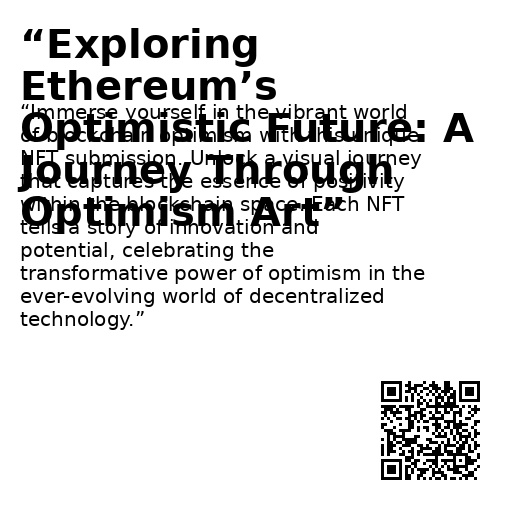 “Exploring
Ethereum’s
Optimistic Future: A
Journey Through
Optimism Art”
“Immerse yourself in the vibrant world
of blockchain optimism with this unique
NFT submission. Unlock a visual journey
that captures the essence of positivity
within the blockchain space. Each NFT
tells a story of innovation and
potential, celebrating the
transformative power of optimism in the
ever-evolving world of decentralized
technology.”